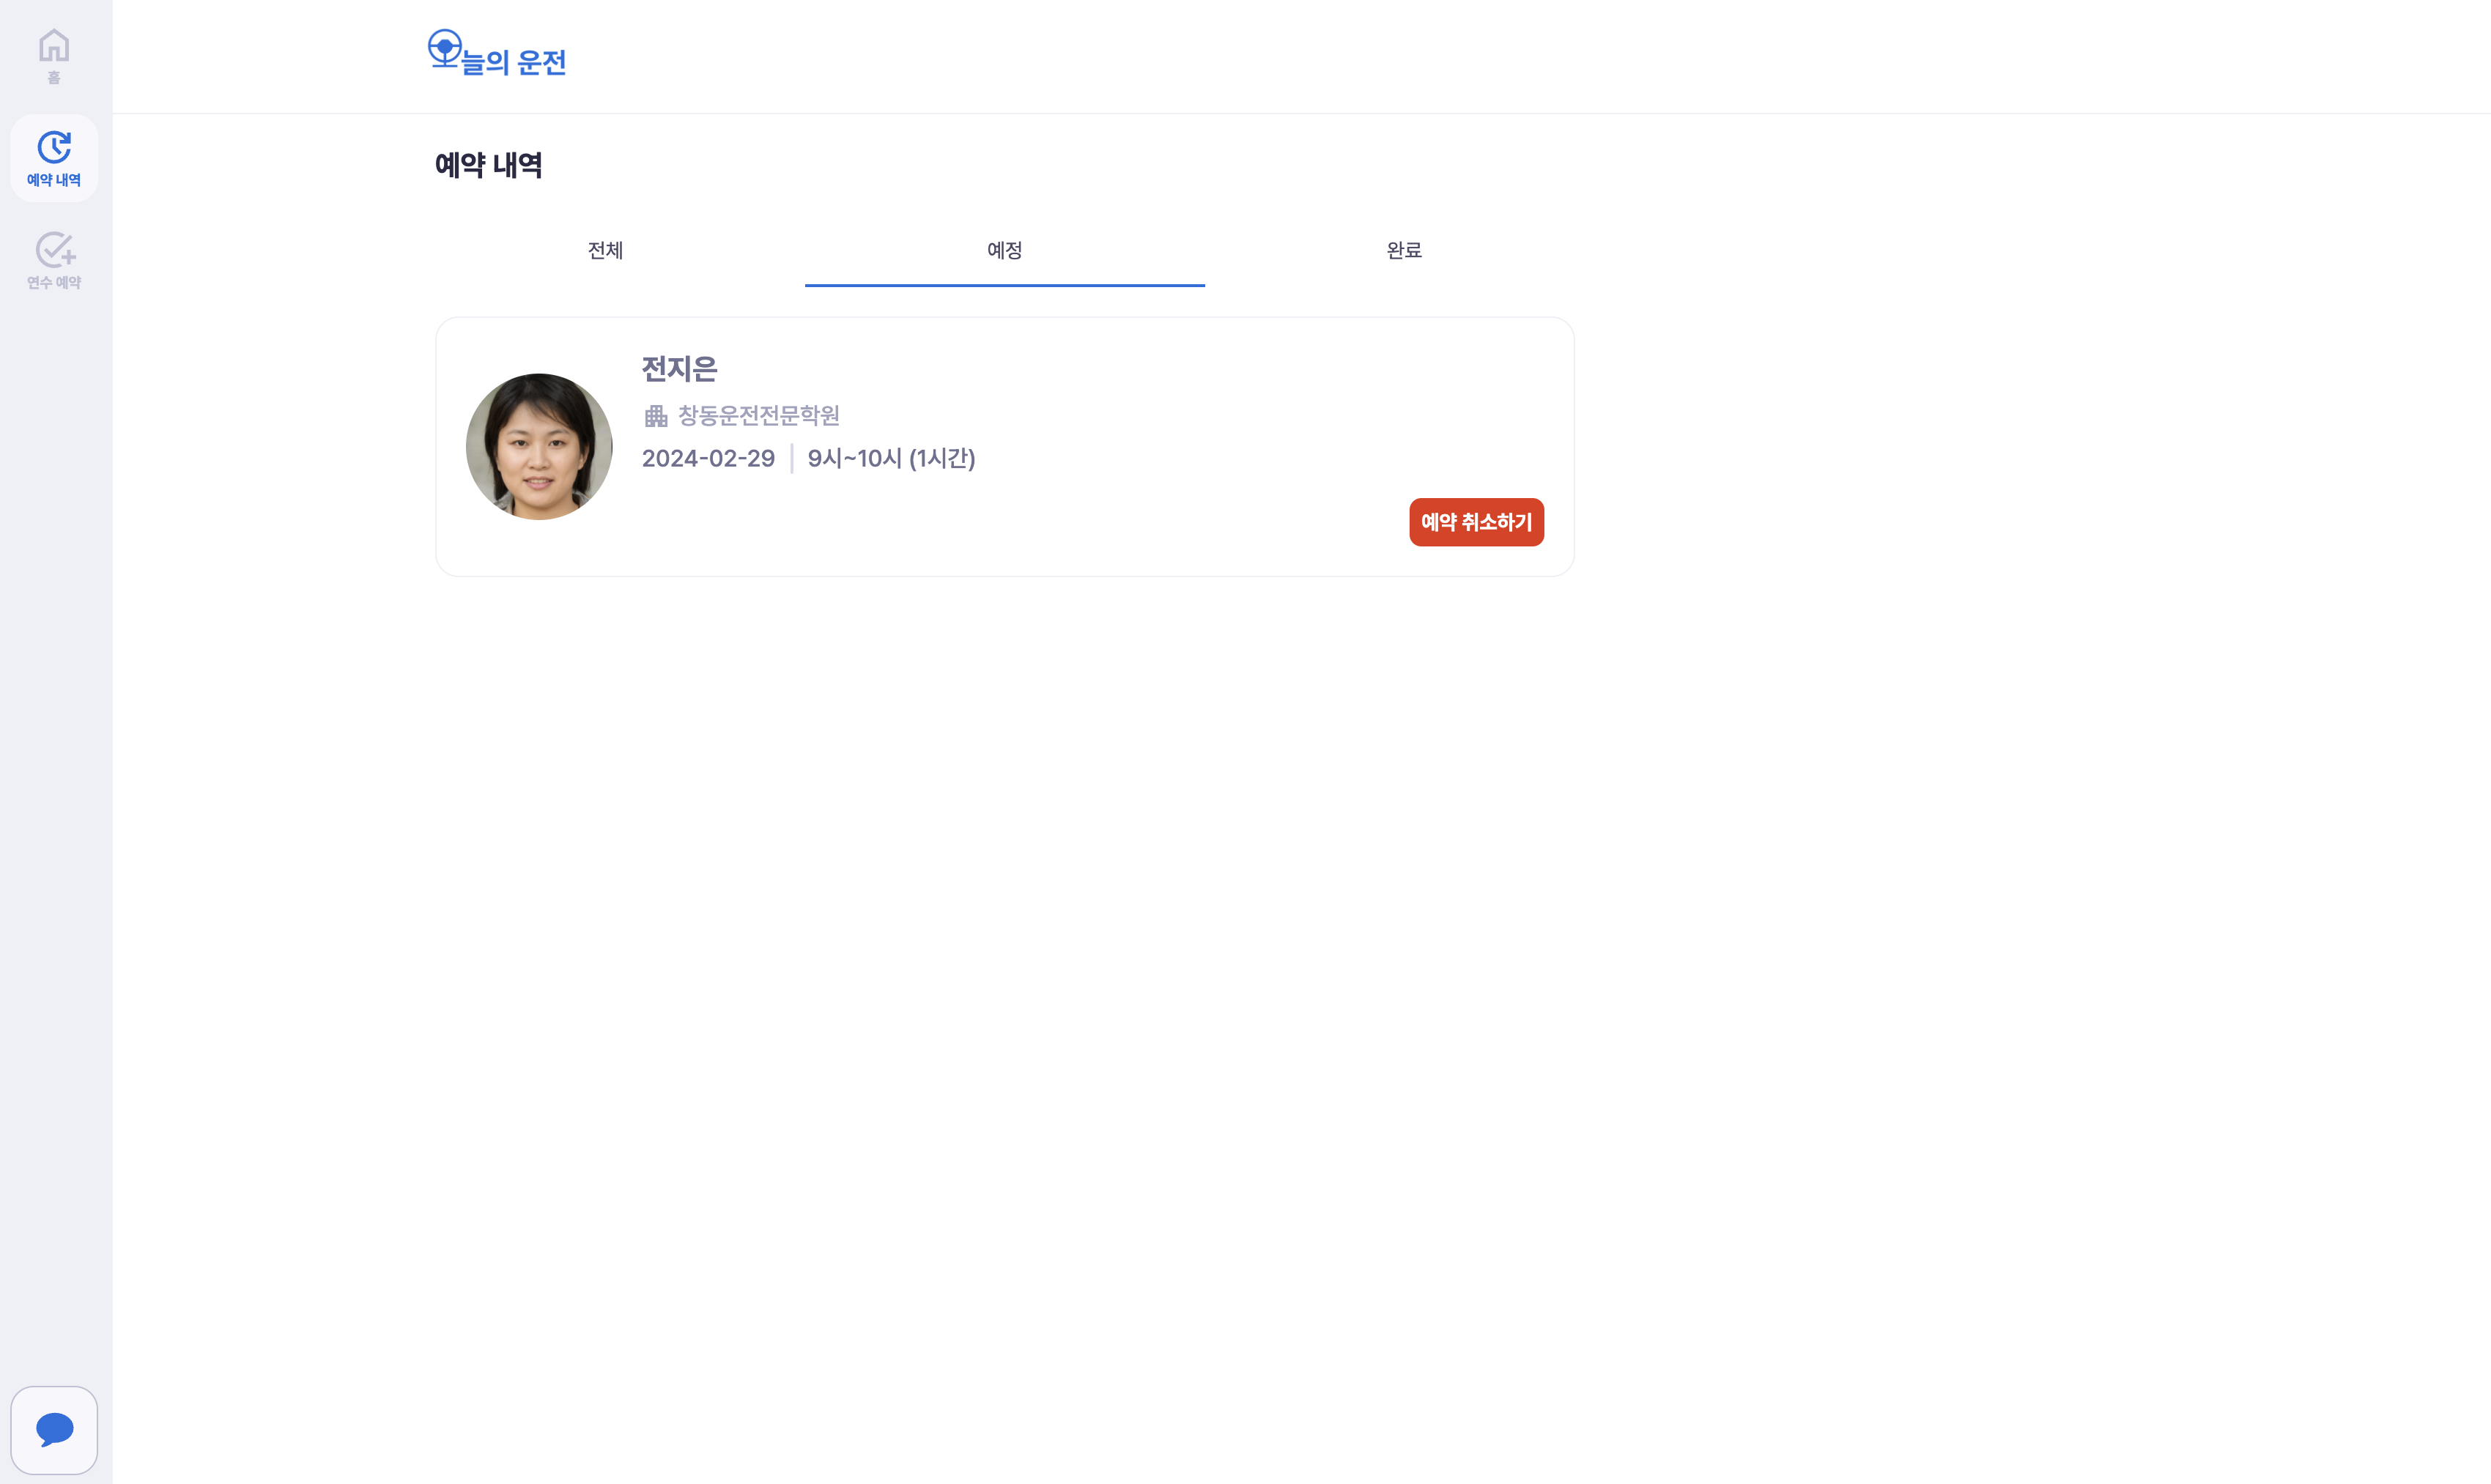 홈
예약 내역
연수 예약
늘의 운전
예약 내역
전체 예정 완료
전지은
창동운전전문학원
2024-02-29 | 9시~10시 (1시간)
예약 취소하기